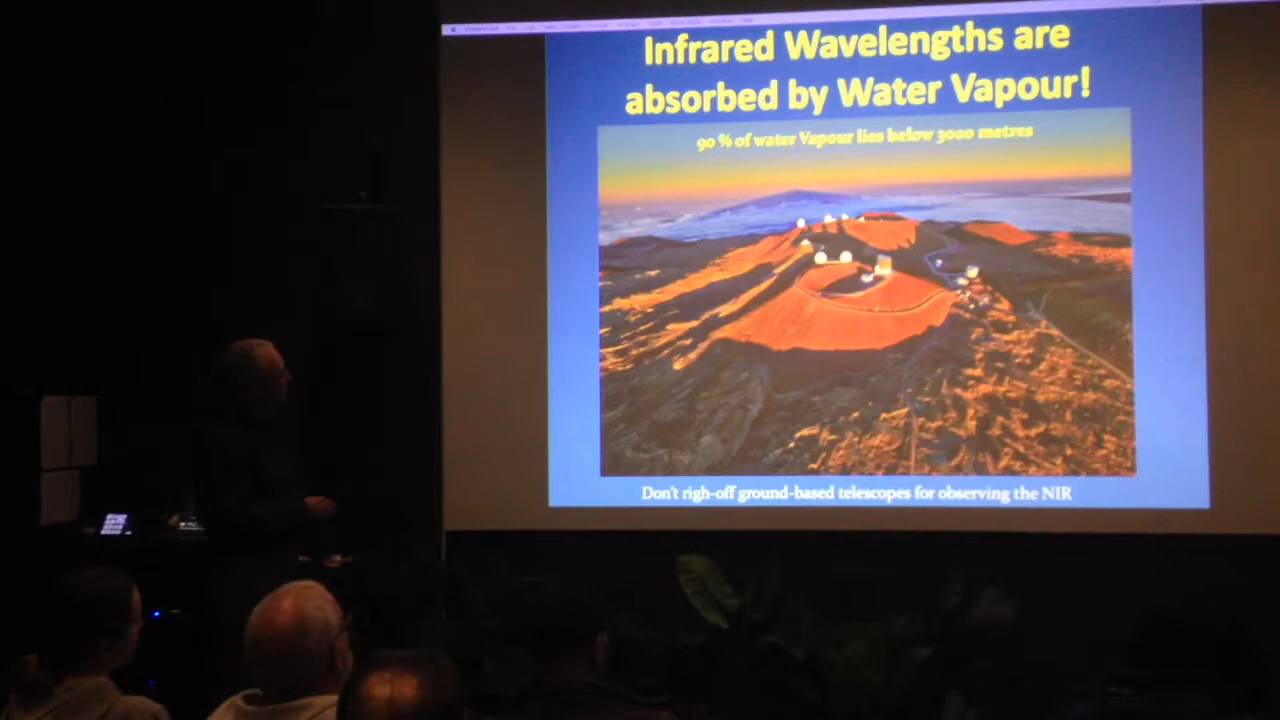 Infrared Wavelengths are
absorbed by Water Vapour!
90 % of water Vapour lies below 3000 metres
Don't righ-off ground-based telescopes for observing the NIR